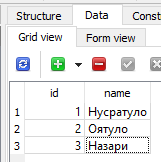 Structure Data Const
Grid view Form view
id name
1 1 Нусратуло
2 2 Оятуло
3 3 Назари